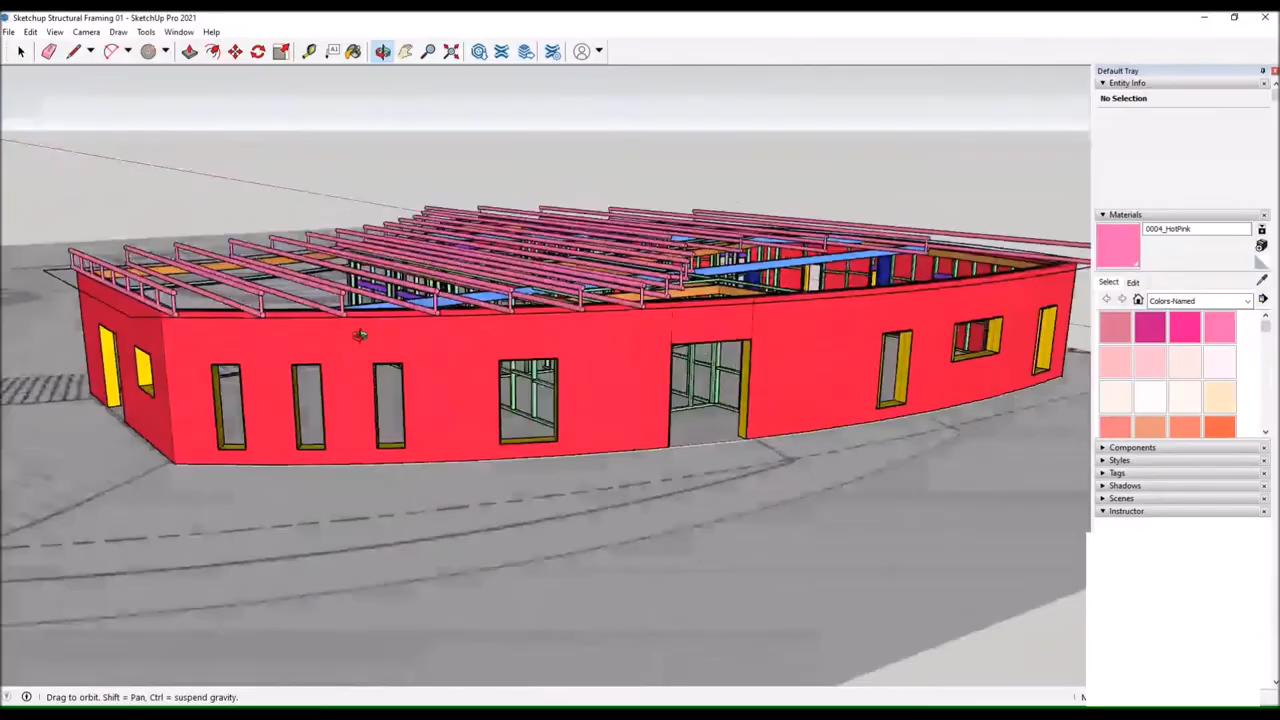 Sketchup Structural Framing 01 - SketchUp Pro 2021
File View Camera Draw Tools Window Help
Default Tray
Entity Info
No Selection
Materials
0004_HotPink
Select Edit
Colors-Named
Components
Styles
Tags
Shadows
Scenes
Instructor
Drag to orbit. Shift = Pan, Ctrl = suspend gravity.